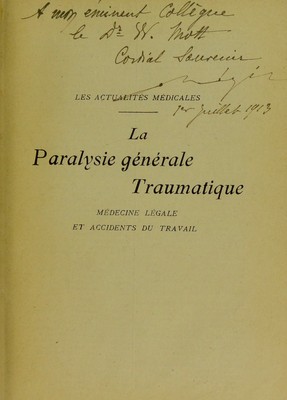 A mon éminent Collègue
le Dr W. Mott
Cordial Souvenir
Régis
LES ACTUALITÉS MÉDICALES
1er Juillet 1913
La
Paralysie générale
Traumatique
MÉDECINE LÉGALE
ET ACCIDENTS DU TRAVAIL